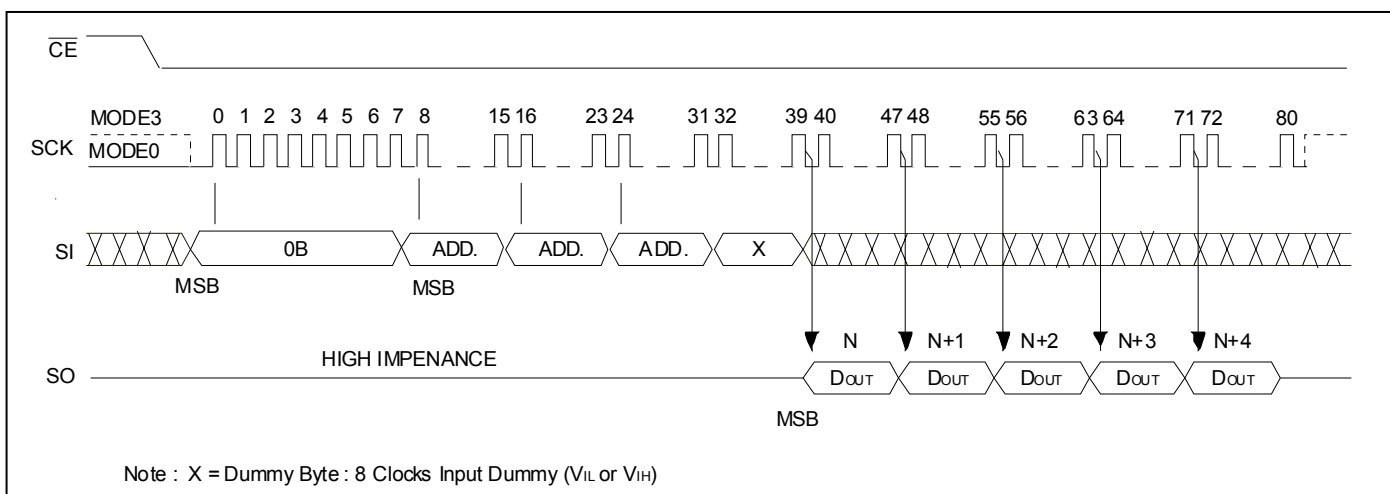 CE
MODE3 0 1 2 3 4 5 6 7 8 15 16 23 24 31 32 39 40 47 48 55 56 63 64 71 72 80
SCK MODE0
SI 0B ADD. ADD. ADD. X
MSB MSB
N N+1 N+2 N+3 N+4
HIGH IMPENANCE
SO DOUT DOUT DOUT DOUT DOUT
MSB
Note : X = Dummy Byte : 8 Clocks Input Dummy (VIL or VIH)